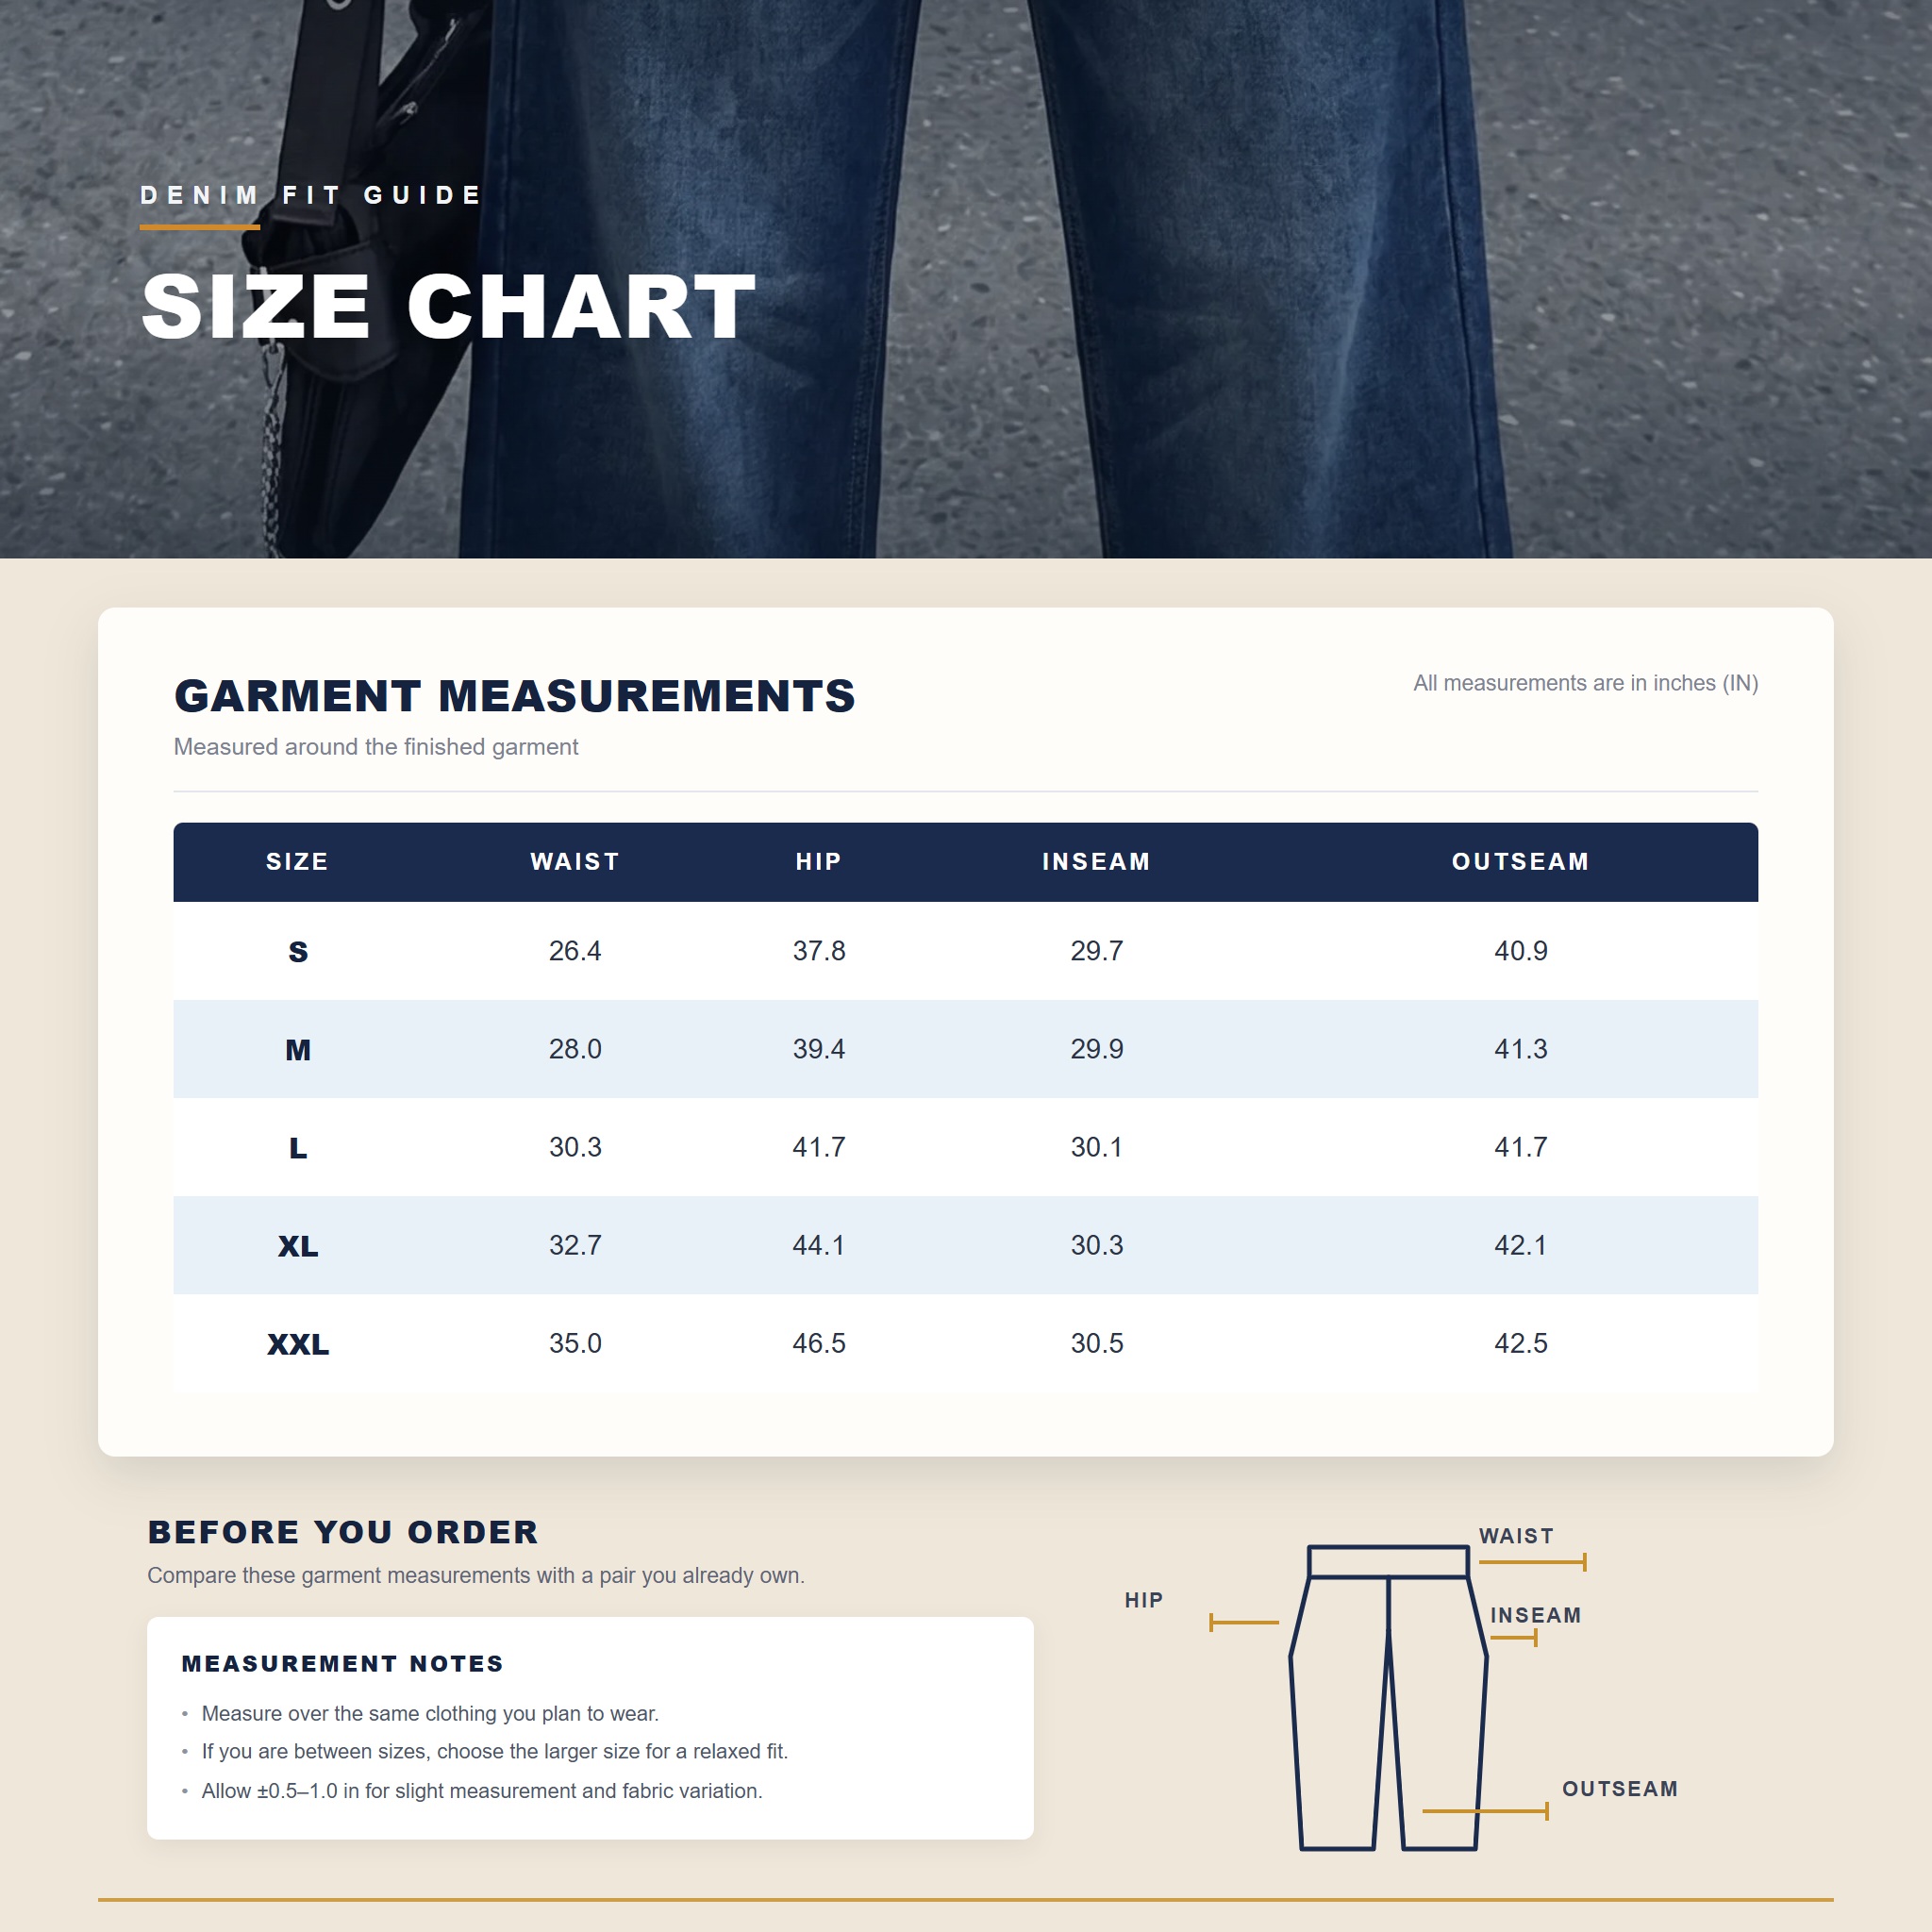 DENIM FIT GUIDE
SIZE CHART
GARMENT MEASUREMENTS
All measurements are in inches (IN)
Measured around the finished garment
SIZE WAIST HIP INSEAM OUTSEAM
S 26.4 37.8 29.7 40.9
M 28.0 39.4 29.9 41.3
L 30.3 41.7 30.1 41.7
XL 32.7 44.1 30.3 42.1
XXL 35.0 46.5 30.5 42.5
BEFORE YOU ORDER
Compare these garment measurements with a pair you already own.
MEASUREMENT NOTES
• Measure over the same clothing you plan to wear.
• If you are between sizes, choose the larger size for a relaxed fit.
• Allow ±0.5–1.0 in for slight measurement and fabric variation.
WAIST
HIP
INSEAM
OUTSEAM